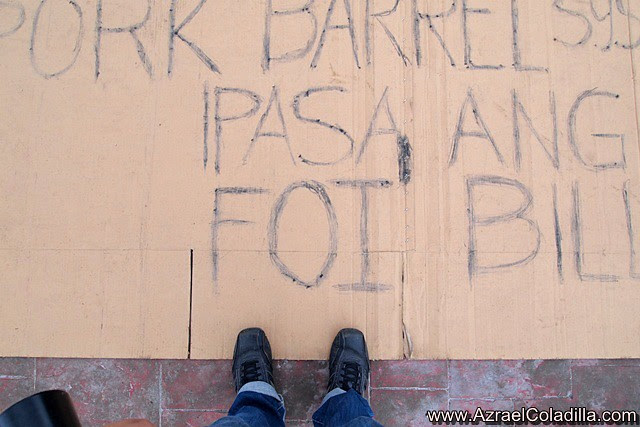 PORK BARREL
IPASA ANG
FOI BILL
www.AzraelColadilla.com